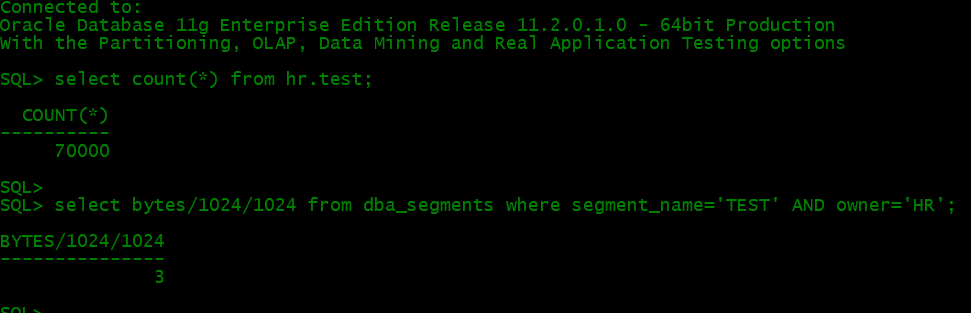 Connected to:
Oracle Database 11g Enterprise Edition Release 11.2.0.1.0 - 64bit Production
With the Partitioning, OLAP, Data Mining and Real Application Testing options
SQL> select count(*) from hr.test;
COUNT(*)
----------
70000
SQL>
SQL> select bytes/1024/1024 from dba_segments where segment_name='TEST' AND owner='HR';
BYTES/1024/1024
---------------
3
SQL>